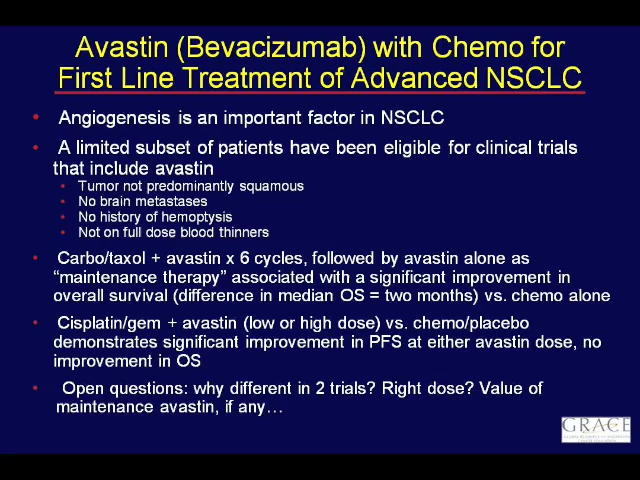 Avastin (Bevacizumab) with Chemo for
First Line Treatment of Advanced NSCLC
• Angiogenesis is an important factor in NSCLC
• A limited subset of patients have been eligible for clinical trials
that include avastin
• Tumor not predominantly squamous
• No brain metastases
• No history of hemoptysis
• Not on full dose blood thinners
• Carbo/taxol + avastin x 6 cycles, followed by avastin alone as
“maintenance therapy” associated with a significant improvement in
overall survival (difference in median OS = two months) vs. chemo alone
• Cisplatin/gem + avastin (low or high dose) vs. chemo/placebo
demonstrates significant improvement in PFS at either avastin dose, no
improvement in OS
• Open questions: why different in 2 trials? Right dose? Value of
maintenance avastin, if any…
GRACE